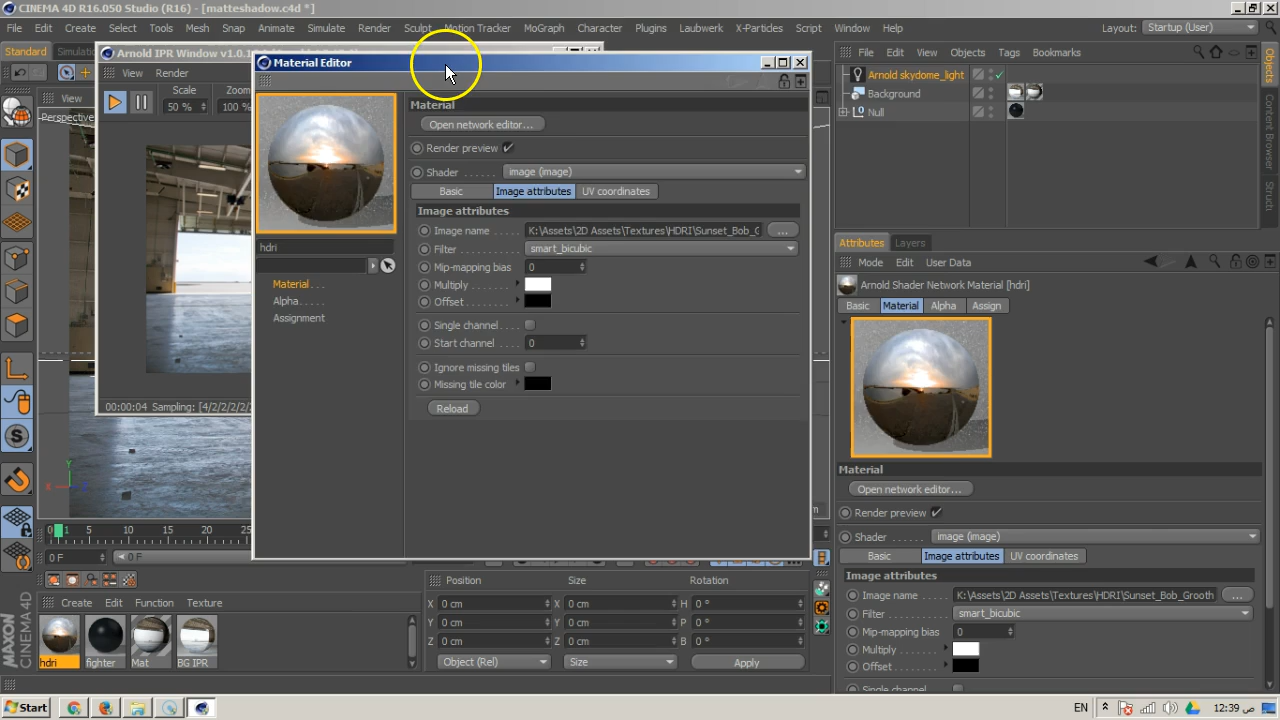 CINEMA 4D R16.050 Studio (R16) - [matteshadow.c4d *]
File Edit Create Select Mesh Snap Animate Simulate Render Sculpt Motion Tracker MoGraph Character Plugins Laubwerk X-Particles Script Window Help
Layout: Startup (User)
Standard
Arnold IPR Window v1.0.1
View Render
Scale Zoom
50 % 100 %
View
Perspective
00:00:04 Sampling: [4/2/2/2/2
Material Editor
Material
Open network editor...
Render preview
Shader image (image)
Basic Image attributes UV coordinates
Image attributes
Image name K:\Assets\2D Assets\Textures\HDRI\Sunset_Bob_G ...
Filter smart_bicubic
Mip-mapping bias 0
Multiply
Offset
Single channel
Start channel 0
Ignore missing tiles
Missing tile color
Reload
hdri
Material
Alpha
Assignment
File Edit View Objects Tags Bookmarks
Arnold skydome_light
Background
Null
Objects
Content Browser
Structi
Attributes Layers
Mode Edit User Data
Arnold Shader Network Material [hdri]
Basic Material Alpha Assign
Material
Open network editor...
Render preview
Shader image (image)
Basic Image attributes UV coordinates
Image attributes
Image name K:\Assets\2D Assets\Textures\HDRI\Sunset_Bob_Grooth ...
Filter smart_bicubic
Mip-mapping bias 0
Multiply
Offset
Single channel
Y
X
0 1 5 10 15 20 25
0 F 0 F
Create Edit Function Texture
hdri fighter Mat BG IPR
MAXON CINEMA 4D
Position Size Rotation
X 0 cm X 0 cm H 0 °
Y 0 cm Y 0 cm P 0 °
Z 0 cm Z 0 cm B 0 °
Object (Rel) Size Apply
Start
EN 12:39 ص